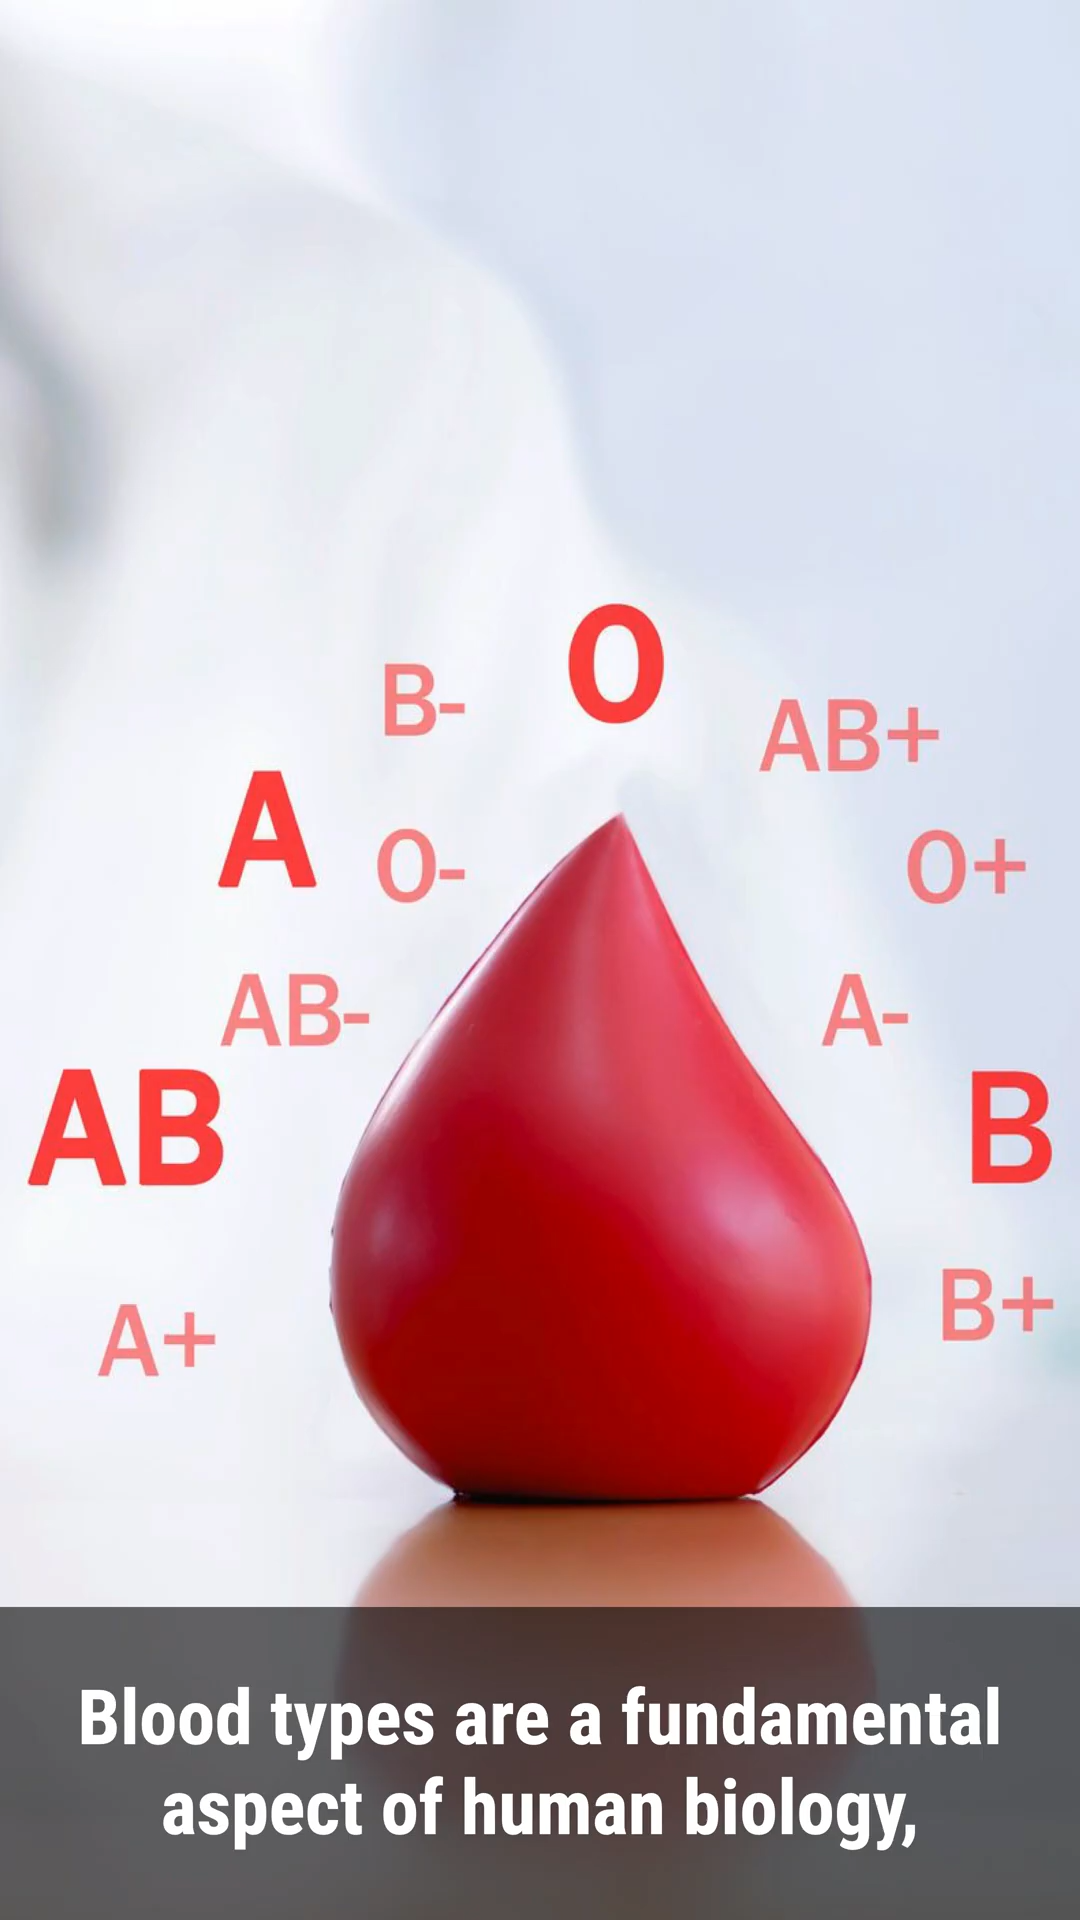 O
B-
AB+
A
O-
O+
AB-
A-
AB
B
B+
A+
Blood types are a fundamental
aspect of human biology,